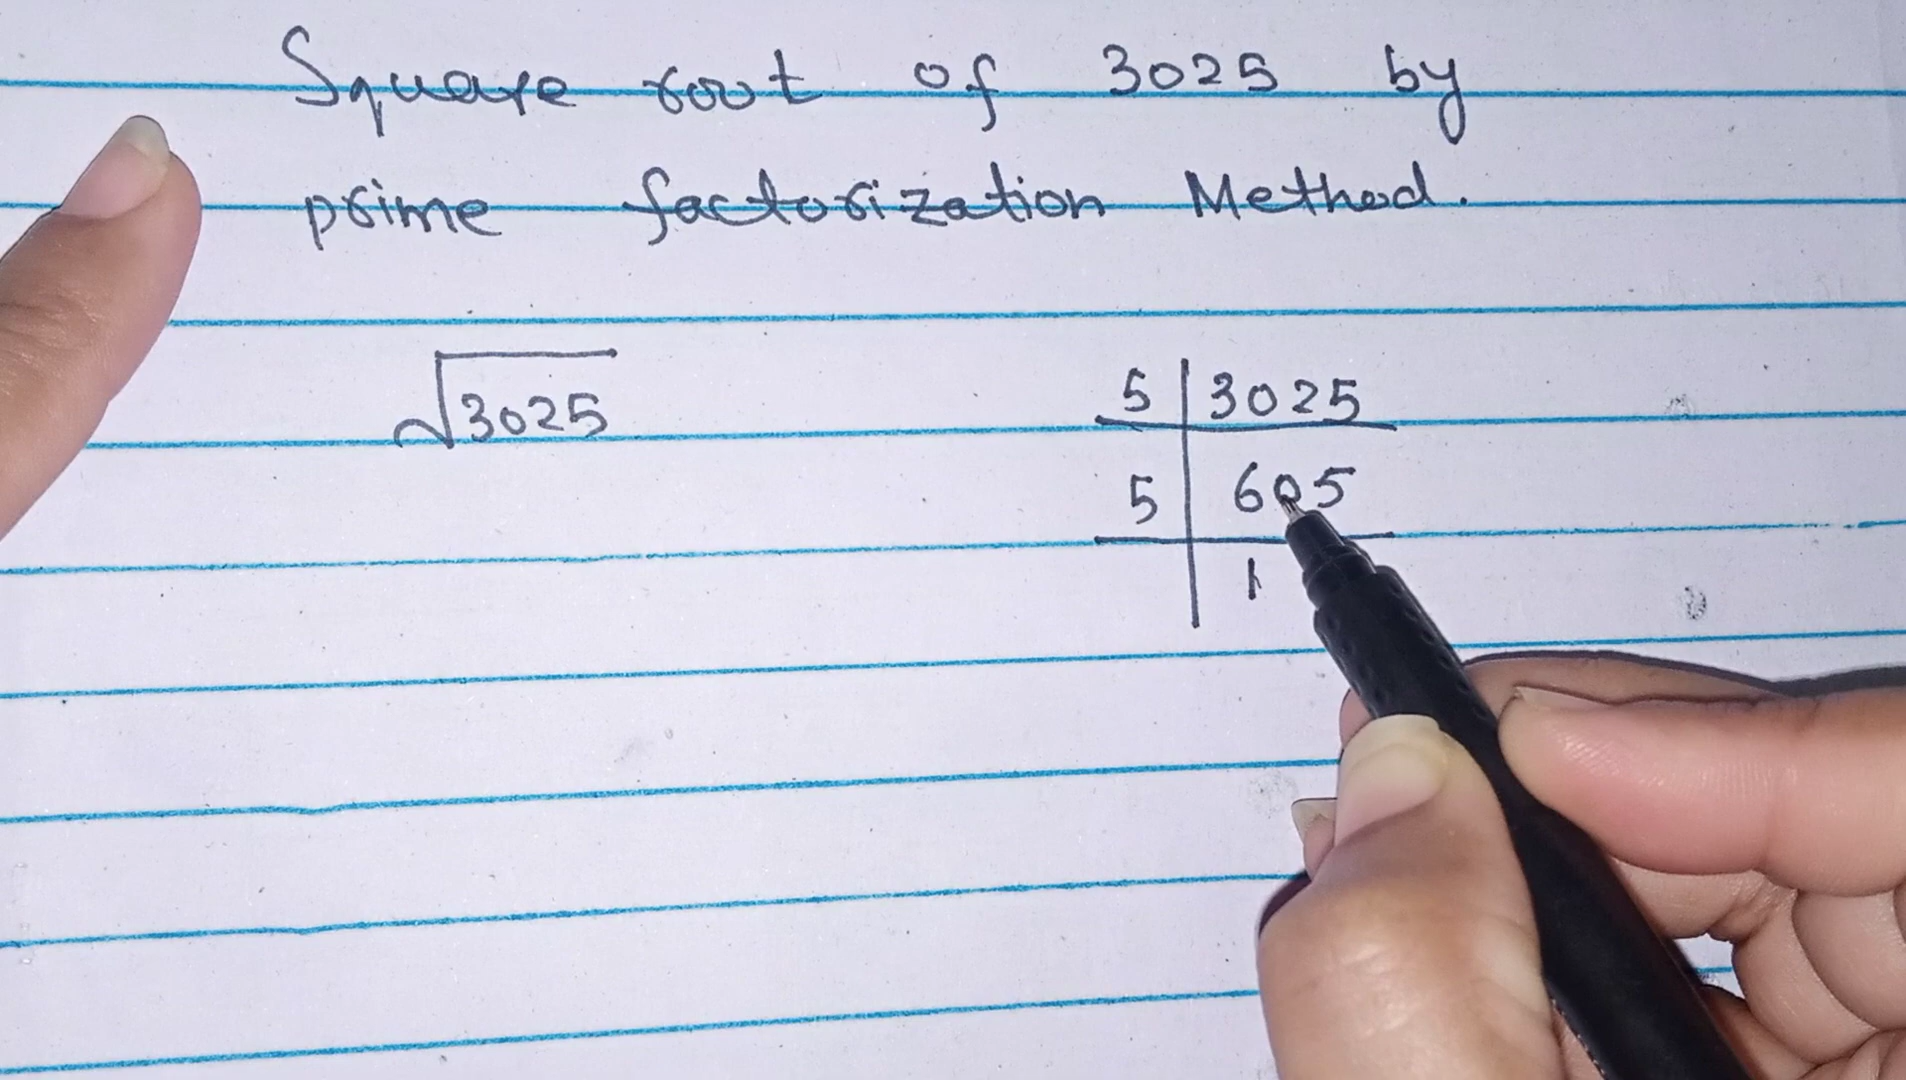 Square root of 3025 by
prime factorization Method.
√3025
5 | 3025
5 | 605
1